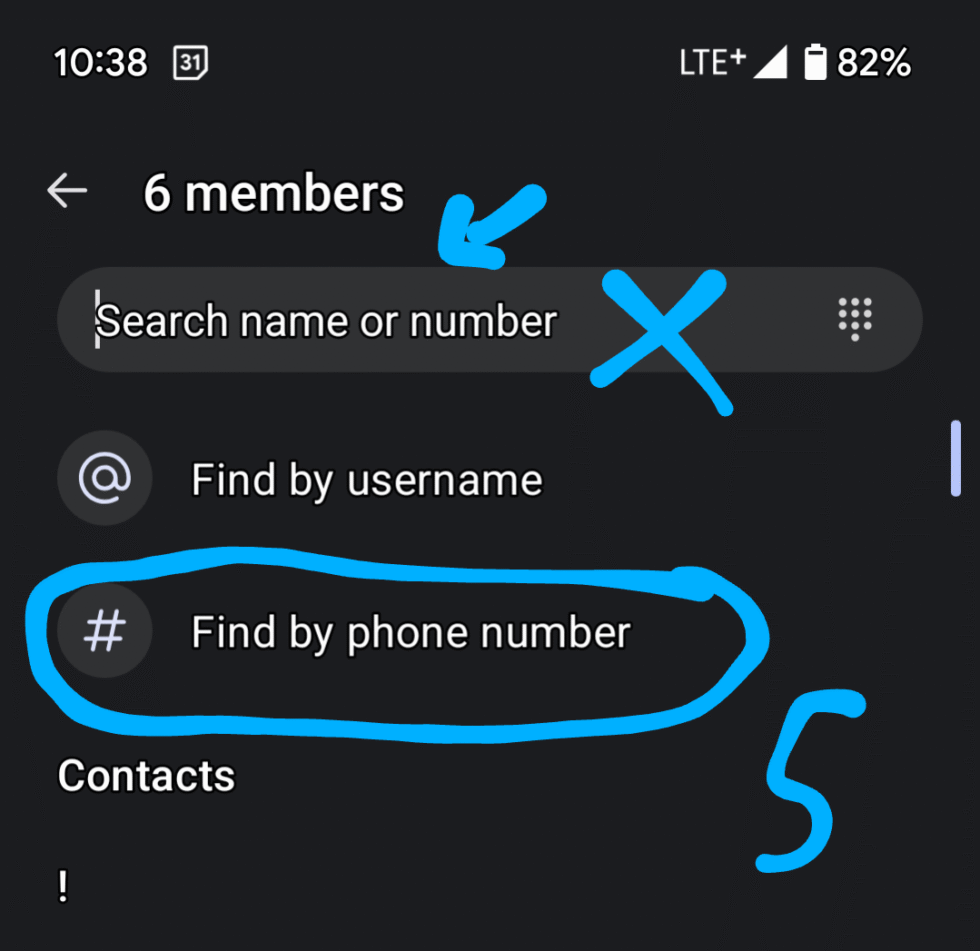 10:38 31 LTE+ 82%
6 members
Search name or number
@ Find by username
# Find by phone number
5
Contacts
!